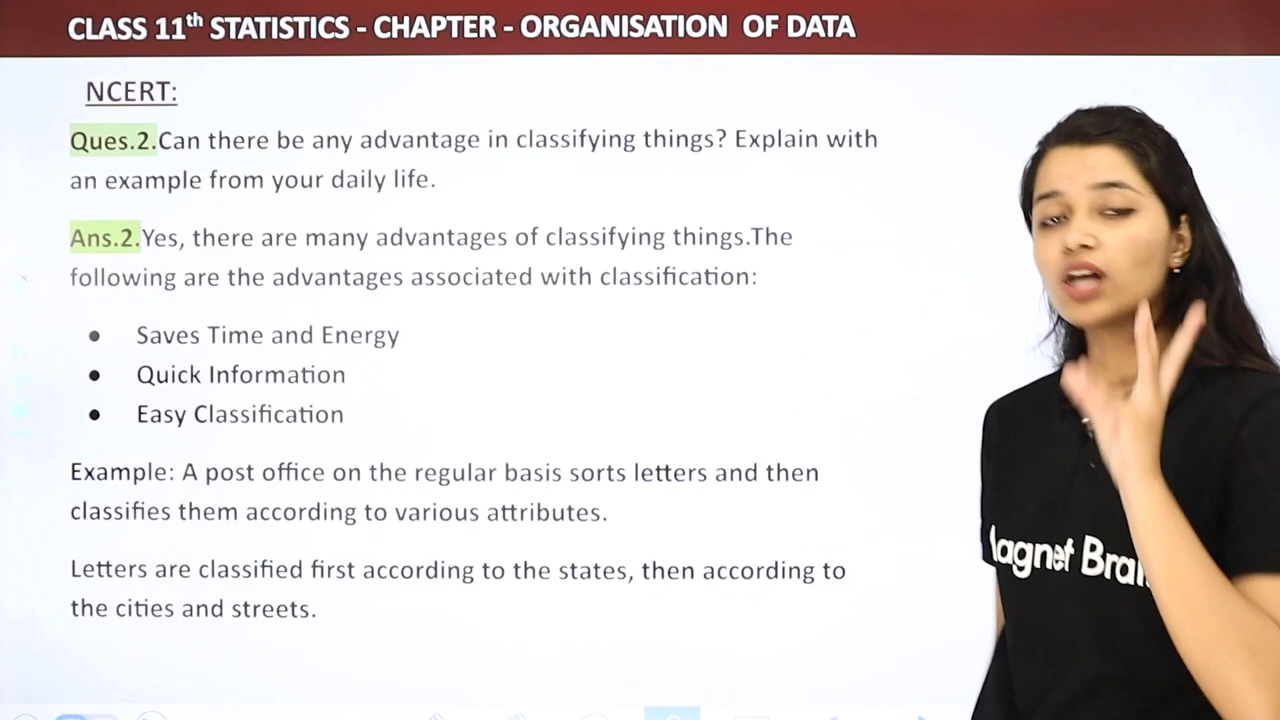 CLASS 11th STATISTICS - CHAPTER - ORGANISATION OF DATA
NCERT:
Ques.2.Can there be any advantage in classifying things? Explain with
an example from your daily life.
Ans.2.Yes, there are many advantages of classifying things.The
following are the advantages associated with classification:
● Saves Time and Energy
● Quick Information
● Easy Classification
Example: A post office on the regular basis sorts letters and then
classifies them according to various attributes.
Letters are classified first according to the states, then according to
the cities and streets.